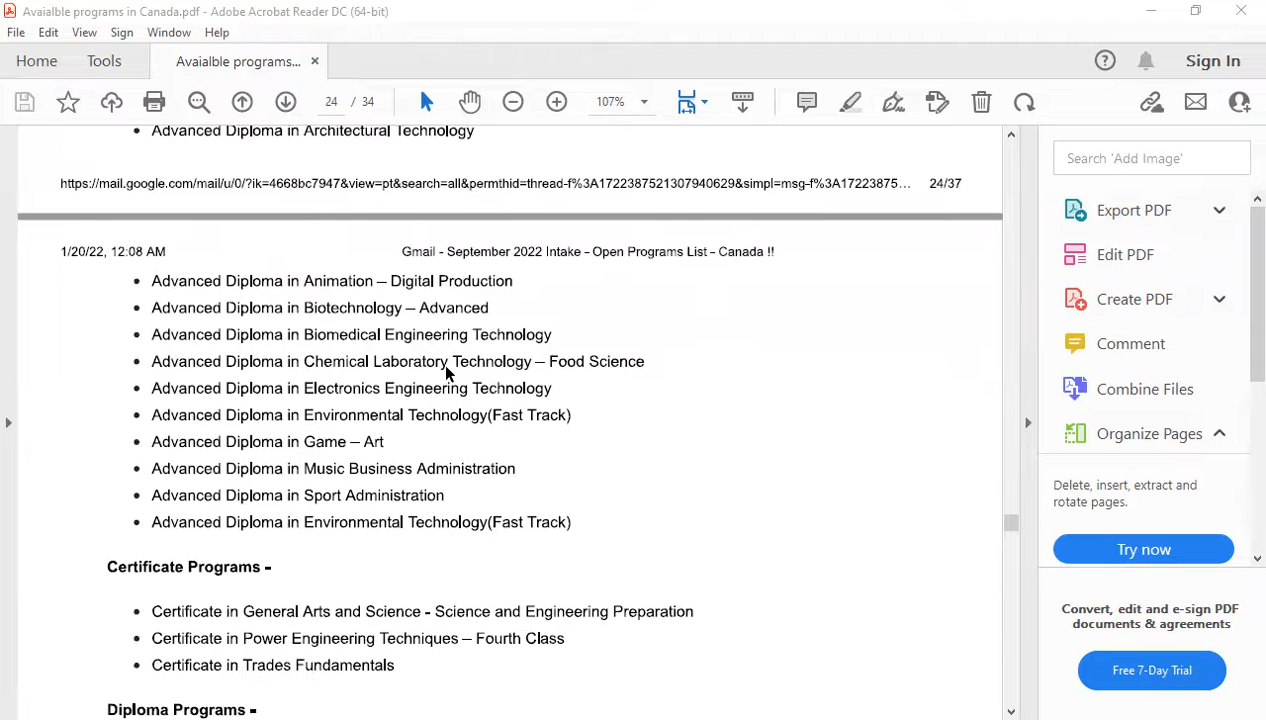 Avaialble programs in Canada.pdf - Adobe Acrobat Reader DC (64-bit)
File Edit View Sign Window Help
Home Tools Avaialble programs... × Sign In
24 / 34 107%
• Advanced Diploma in Architectural Technology
https://mail.google.com/mail/u/0/?ik=4668bc7947&view=pt&search=all&permthid=thread-f%3A1722387521307940629&simpl=msg-f%3A17223875... 24/37
1/20/22, 12:08 AM Gmail - September 2022 Intake - Open Programs List - Canada !!
• Advanced Diploma in Animation – Digital Production
• Advanced Diploma in Biotechnology – Advanced
• Advanced Diploma in Biomedical Engineering Technology
• Advanced Diploma in Chemical Laboratory Technology – Food Science
• Advanced Diploma in Electronics Engineering Technology
• Advanced Diploma in Environmental Technology(Fast Track)
• Advanced Diploma in Game – Art
• Advanced Diploma in Music Business Administration
• Advanced Diploma in Sport Administration
• Advanced Diploma in Environmental Technology(Fast Track)
Certificate Programs -
• Certificate in General Arts and Science - Science and Engineering Preparation
• Certificate in Power Engineering Techniques – Fourth Class
• Certificate in Trades Fundamentals
Diploma Programs -
Search 'Add Image'
Export PDF
Edit PDF
Create PDF
Comment
Combine Files
Organize Pages
Delete, insert, extract and
rotate pages.
Try now
Convert, edit and e-sign PDF
documents & agreements
Free 7-Day Trial